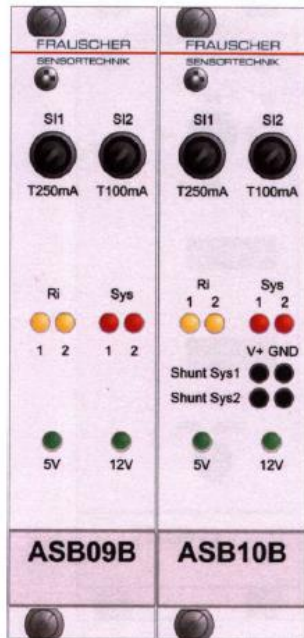 FRAUSCHER
SENSORTECHNIK
SI1 SI2
T250mA T100mA
Ri Sys
1 2 1 2
5V 12V
ASB09B
FRAUSCHER
SENSORTECHNIK
SI1 SI2
T250mA T100mA
Ri Sys
1 2 1 2
V+ GND
Shunt Sys1
Shunt Sys2
5V 12V
ASB10B